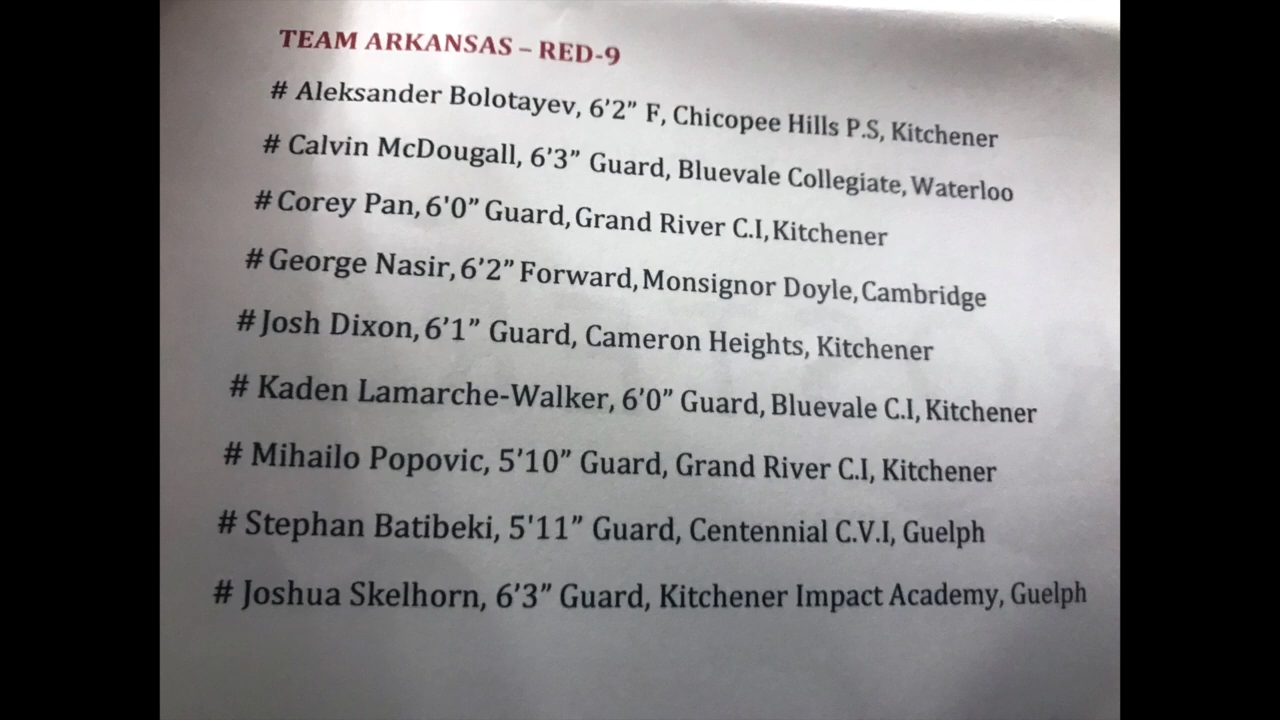 TEAM ARKANSAS – RED-9
# Aleksander Bolotayev, 6’2” F, Chicopee Hills P.S, Kitchener
# Calvin McDougall, 6’3” Guard, Bluevale Collegiate, Waterloo
# Corey Pan, 6'0” Guard, Grand River C.I, Kitchener
# George Nasir, 6’2” Forward, Monsignor Doyle, Cambridge
# Josh Dixon, 6’1” Guard, Cameron Heights, Kitchener
# Kaden Lamarche-Walker, 6’0” Guard, Bluevale C.I, Kitchener
# Mihailo Popovic, 5’10” Guard, Grand River C.I, Kitchener
# Stephan Batibeki, 5'11” Guard, Centennial C.V.I, Guelph
# Joshua Skelhorn, 6’3” Guard, Kitchener Impact Academy, Guelph